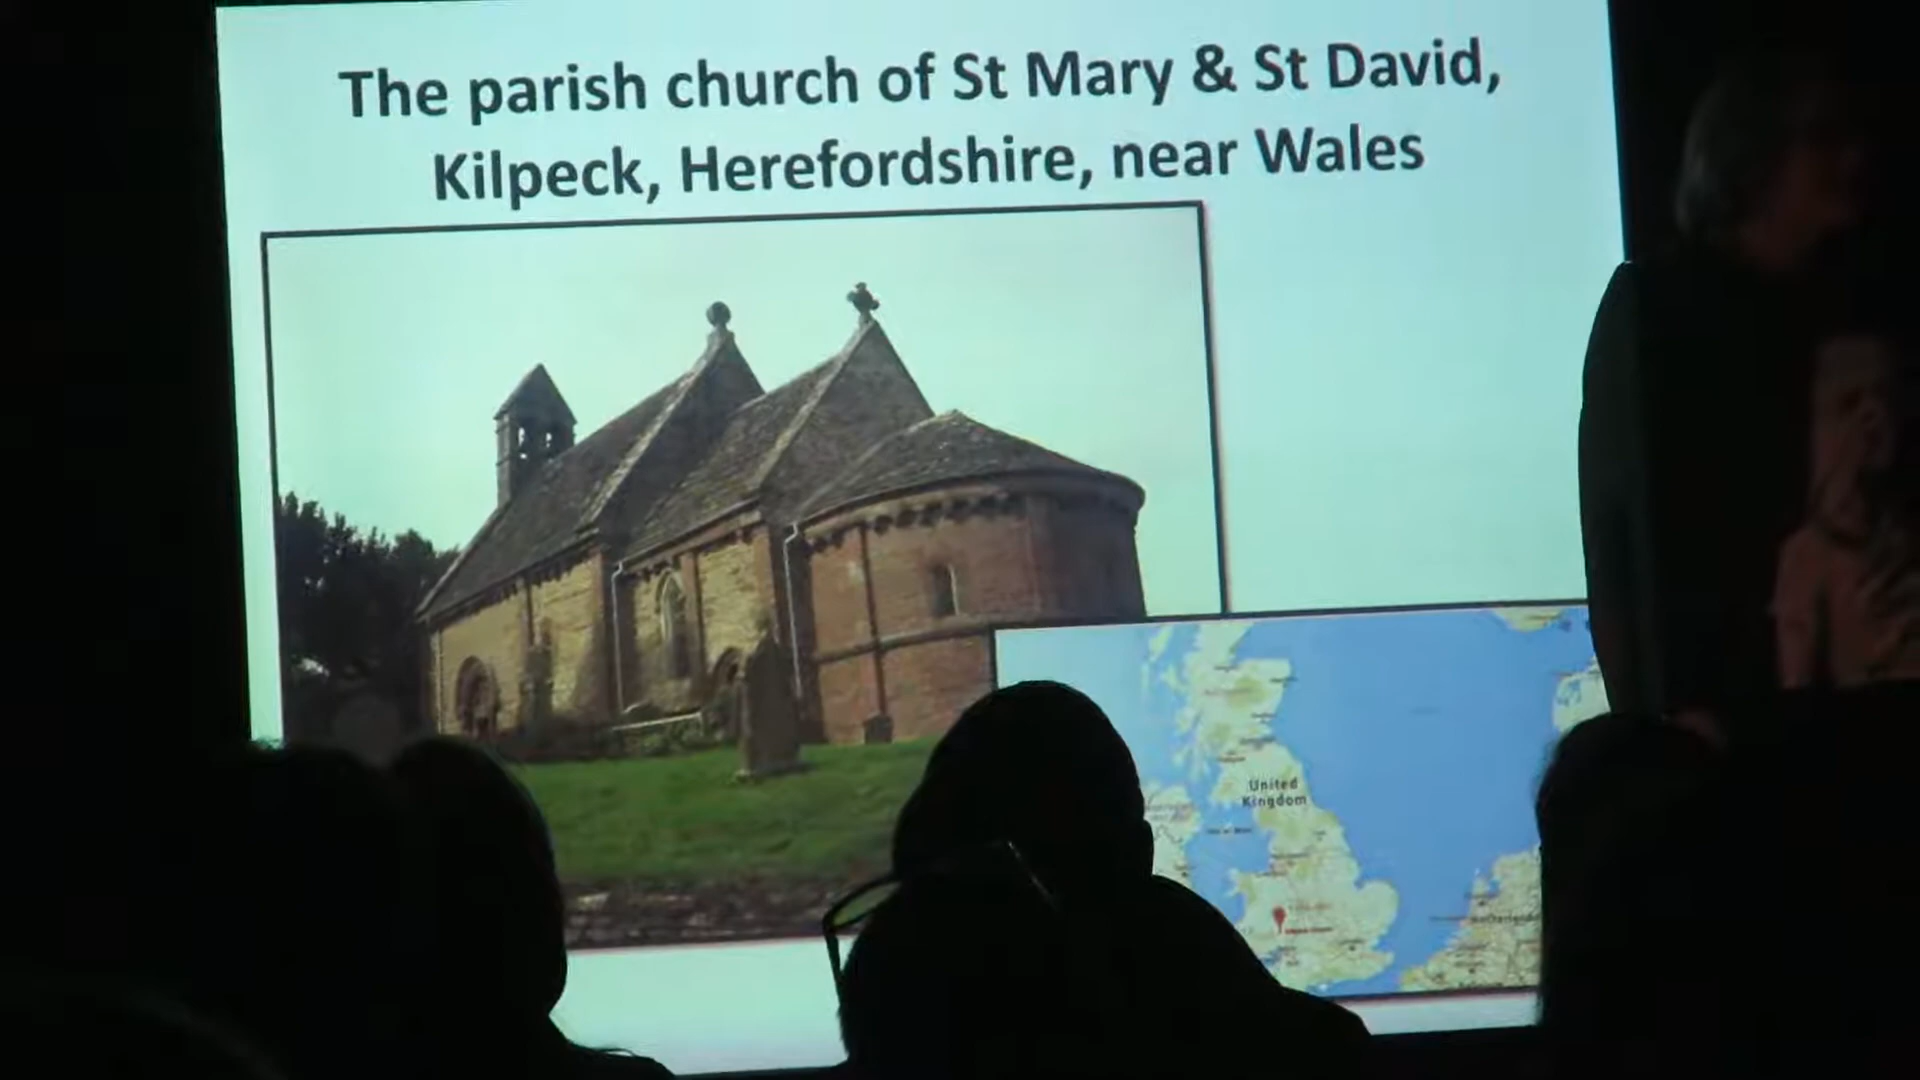 The parish church of St Mary & St David,
Kilpeck, Herefordshire, near Wales
United
Kingdom